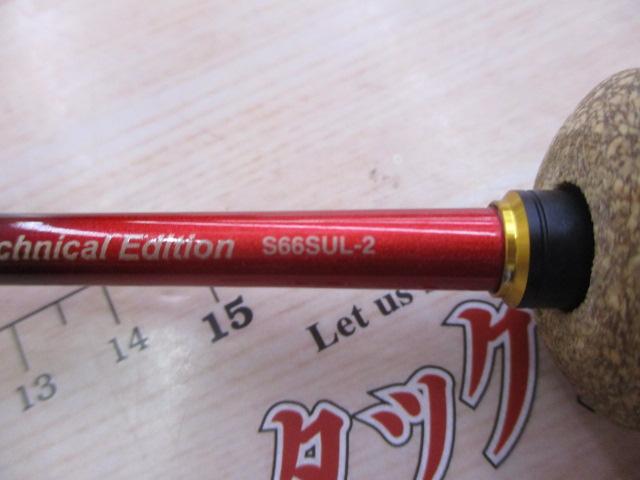 chnical Edition S66SUL-2
13 14 15
Let us
ロック